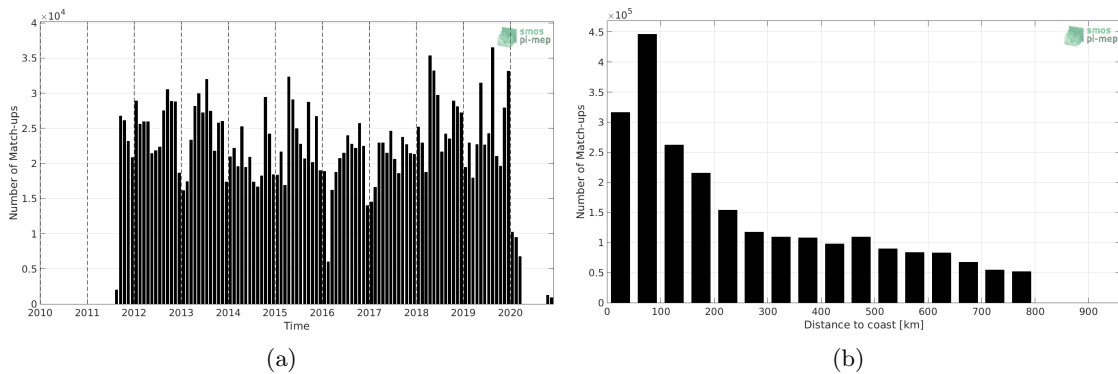 ×10⁴
4
3.5
3
2.5
2
1.5
1
0.5
0
Number of Match-ups
2010 2011 2012 2013 2014 2015 2016 2017 2018 2019 2020
Time
smos
pi-mep
(a)
×10⁵
4.5
4
3.5
3
2.5
2
1.5
1
0.5
0
Number of Match-ups
0 100 200 300 400 500 600 700 800 900
Distance to coast [km]
smos
pi-mep
(b)